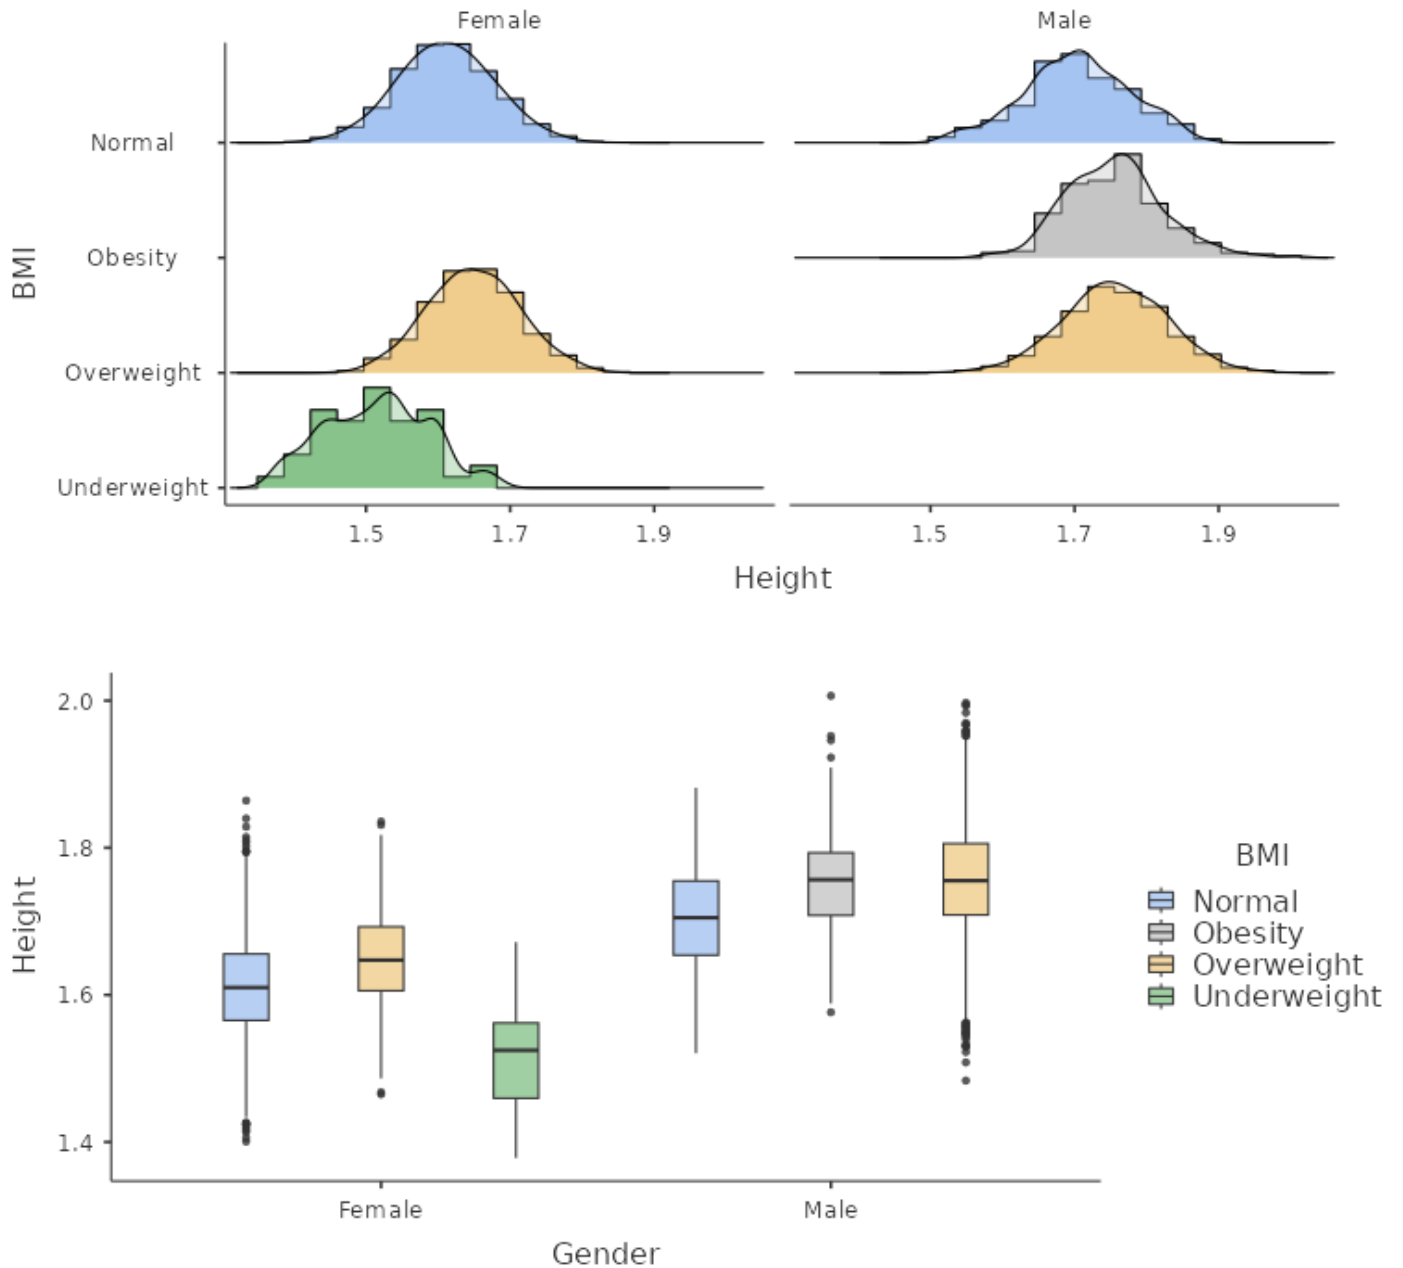 Female Male
BMI
Normal
Obesity
Overweight
Underweight
1.5 1.7 1.9 1.5 1.7 1.9
Height
Height
2.0
1.8
1.6
1.4
Female Male
Gender
BMI
Normal
Obesity
Overweight
Underweight